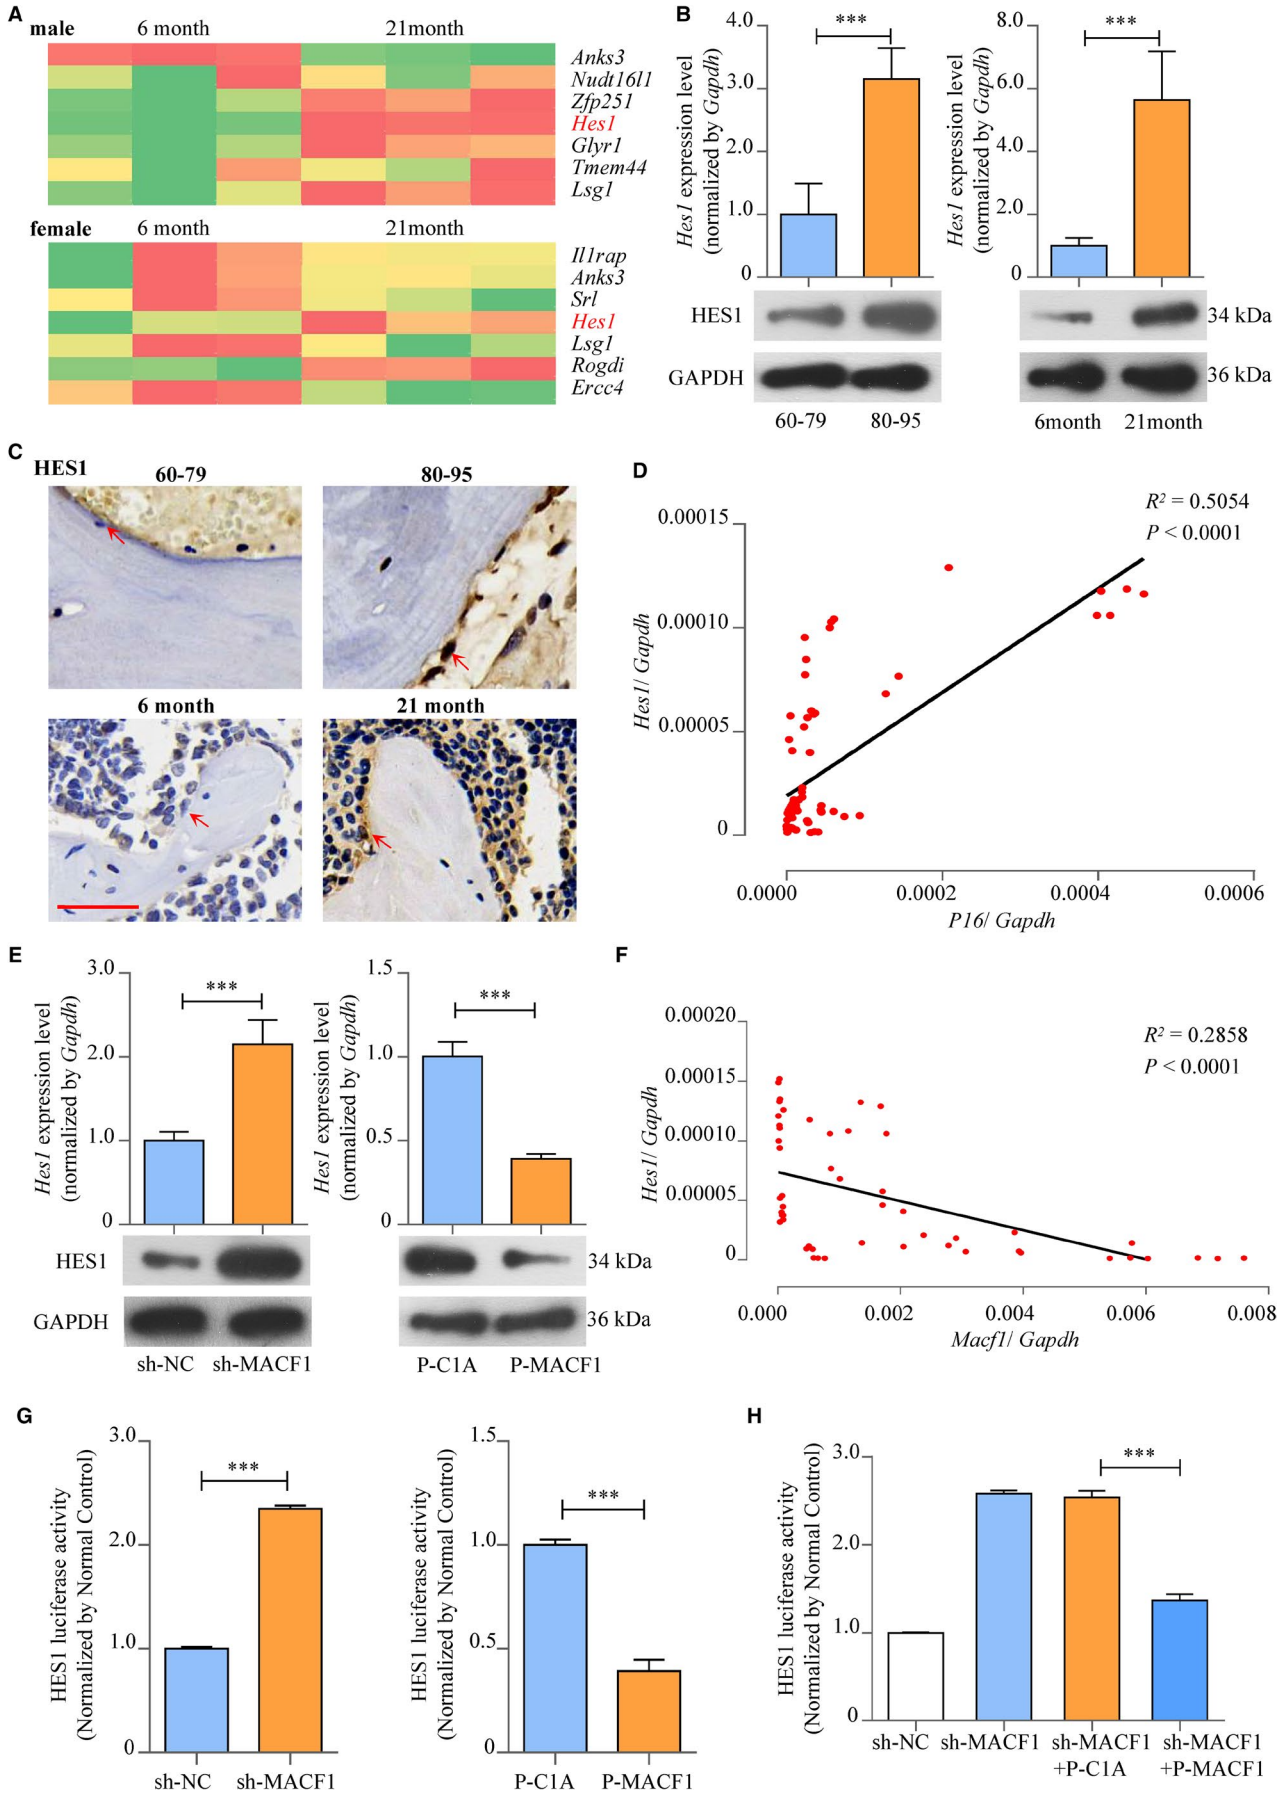 A
male 6 month 21month
Anks3
Nudt16l1
Zfp251
Hes1
Glyr1
Tmem44
Lsg1
female 6 month 21month
Il1rap
Anks3
Srl
Hes1
Lsg1
Rogdi
Ercc4
B
Hes1 expression level
(normalized by Gapdh)
4.0
3.0
2.0
1.0
0
***
Hes1 expression level
(normalized by Gapdh)
8.0
6.0
4.0
2.0
0
***
HES1 34 kDa
GAPDH 36 kDa
60-79 80-95 6month 21month
C
HES1 60-79 80-95
6 month 21 month
D
R² = 0.5054
P < 0.0001
Hes1/ Gapdh
0.00015
0.00010
0.00005
0
0.0000 0.0002 0.0004 0.0006
P16/ Gapdh
E
Hes1 expression level
(normalized by Gapdh)
3.0
2.0
1.0
0
***
Hes1 expression level
(normalized by Gapdh)
1.5
1.0
0.5
0
***
HES1 34 kDa
GAPDH 36 kDa
sh-NC sh-MACF1 P-C1A P-MACF1
F
R² = 0.2858
P < 0.0001
Hes1/ Gapdh
0.00020
0.00015
0.00010
0.00005
0
0.000 0.002 0.004 0.006 0.008
Macf1/ Gapdh
G
HES1 luciferase activity
(Normalized by Normal Control)
3.0
2.0
1.0
0
***
sh-NC sh-MACF1
HES1 luciferase activity
(Normalized by Normal Control)
1.5
1.0
0.5
0
***
P-C1A P-MACF1
H
HES1 luciferase activity
(Normalized by Normal Control)
3.0
2.0
1.0
0
***
sh-NC sh-MACF1 sh-MACF1 sh-MACF1
+P-C1A +P-MACF1